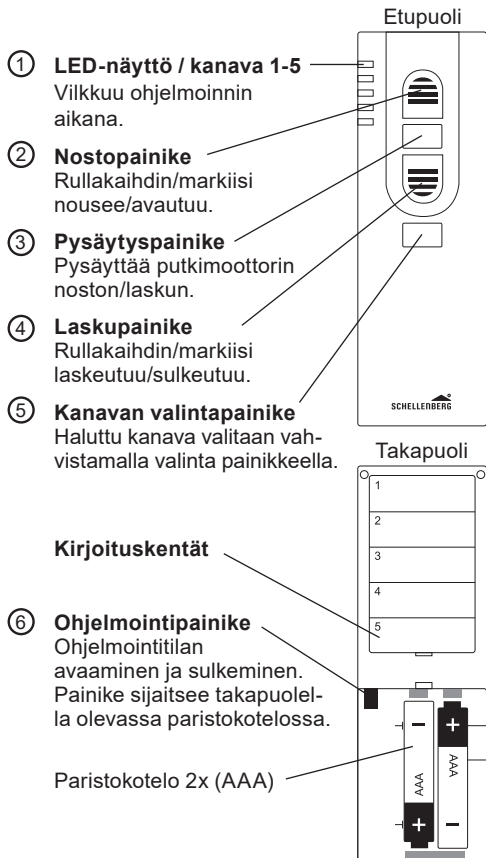 Etupuoli
1 LED-näyttö / kanava 1-5
Vilkkuu ohjelmoinnin
aikana.
2 Nostopainike
Rullakaihdin/markiisi
nousee/avautuu.
3 Pysäytyspainike
Pysäyttää putkimoottorin
noston/laskun.
4 Laskupainike
Rullakaihdin/markiisi
laskeutuu/sulkeutuu.
5 Kanavan valintapainike
Haluttu kanava valitaan vah-
vistamalla valinta painikkeella.
SCHELLENBERG
Takapuoli
1
2
3
4
5
Kirjoituskentät
6 Ohjelmointipainike
Ohjelmointitilan
avaaminen ja sulkeminen.
Painike sijaitsee takapuolel-
la olevassa paristokotelossa.
Paristokotelo 2x (AAA)
– +
AAA AAA
+ –